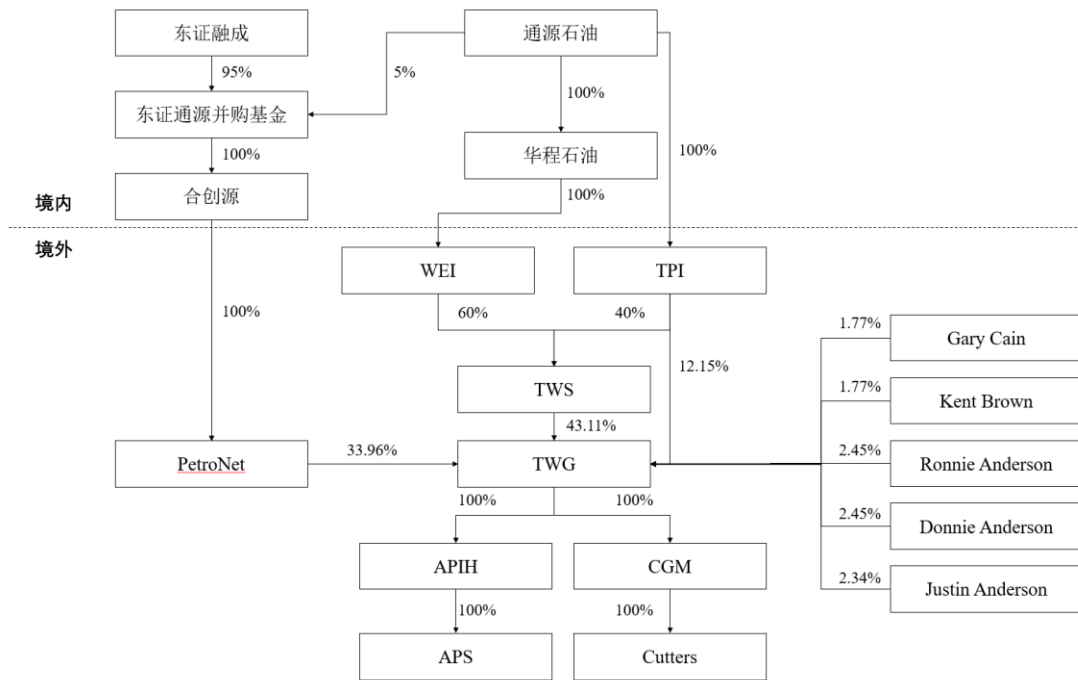 东证融成
通源石油
95%
5%
100%
东证通源并购基金
100%
华程石油
100%
100%
合创源
境内
境外
WEI
TPI
100%
60%
40%
1.77%
Gary Cain
12.15%
TWS
1.77%
Kent Brown
43.11%
PetroNet
33.96%
TWG
2.45%
Ronnie Anderson
100%
100%
2.45%
Donnie Anderson
APIH
CGM
2.34%
Justin Anderson
100%
100%
APS
Cutters